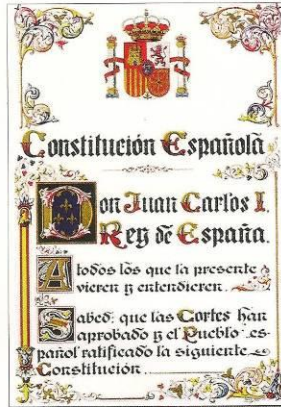 Constitución Española
Don Juan Carlos I,
Rey de España.
A todos los que la presente
vieren y entendieren.
Sabed: que las Cortes han
aprobado y el Pueblo es-
pañol ratificado la siguiente
Constitución